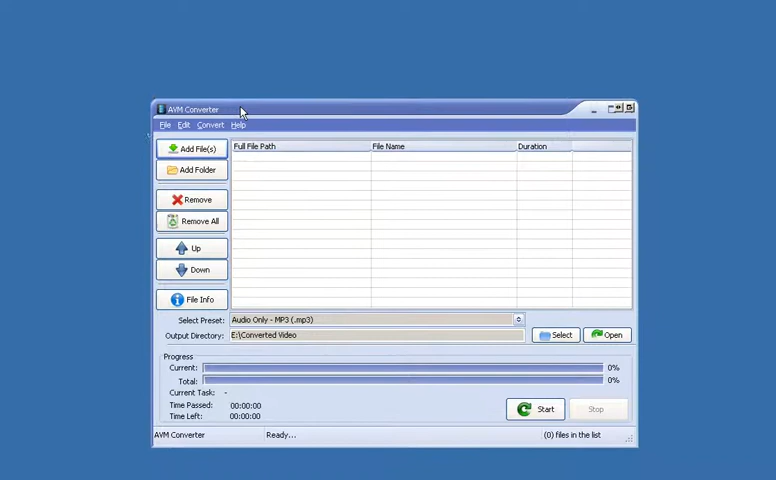 AVM Converter
File Edit Convert Help
Add File(s)
Full File Path File Name Duration
Add Folder
Remove
Remove All
Up
Down
File Info
Select Preset: Audio Only - MP3 (.mp3)
Output Directory: E:\Converted Video Select Open
Progress
Current: 0%
Total: 0%
Current Task: -
Time Passed: 00:00:00
Time Left: 00:00:00
Start Stop
AVM Converter Ready... (0) files in the list